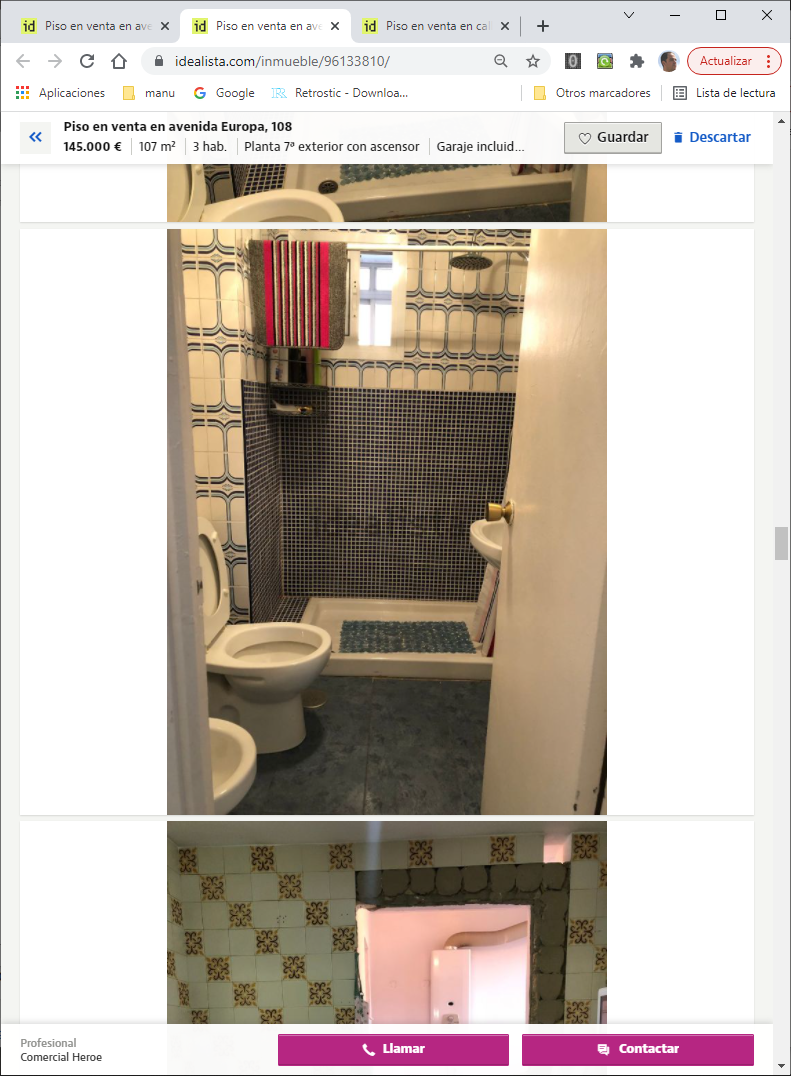 id Piso en venta en ave
id Piso en venta en ave
id Piso en venta en cal
idealista.com/inmueble/96133810/
Actualizar
Aplicaciones
manu
Google
Retrostic - Downloa...
Otros marcadores
Lista de lectura
Piso en venta en avenida Europa, 108
145.000 € 107 m² 3 hab. Planta 7ª exterior con ascensor Garaje incluid...
Guardar
Descartar
idealista
Profesional
Comercial Heroe
Llamar
Contactar